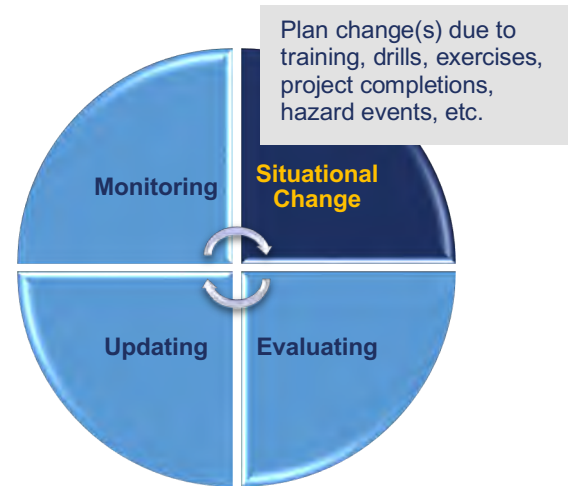 Plan change(s) due to
training, drills, exercises,
project completions,
hazard events, etc.
Monitoring
Situational
Change
Updating
Evaluating